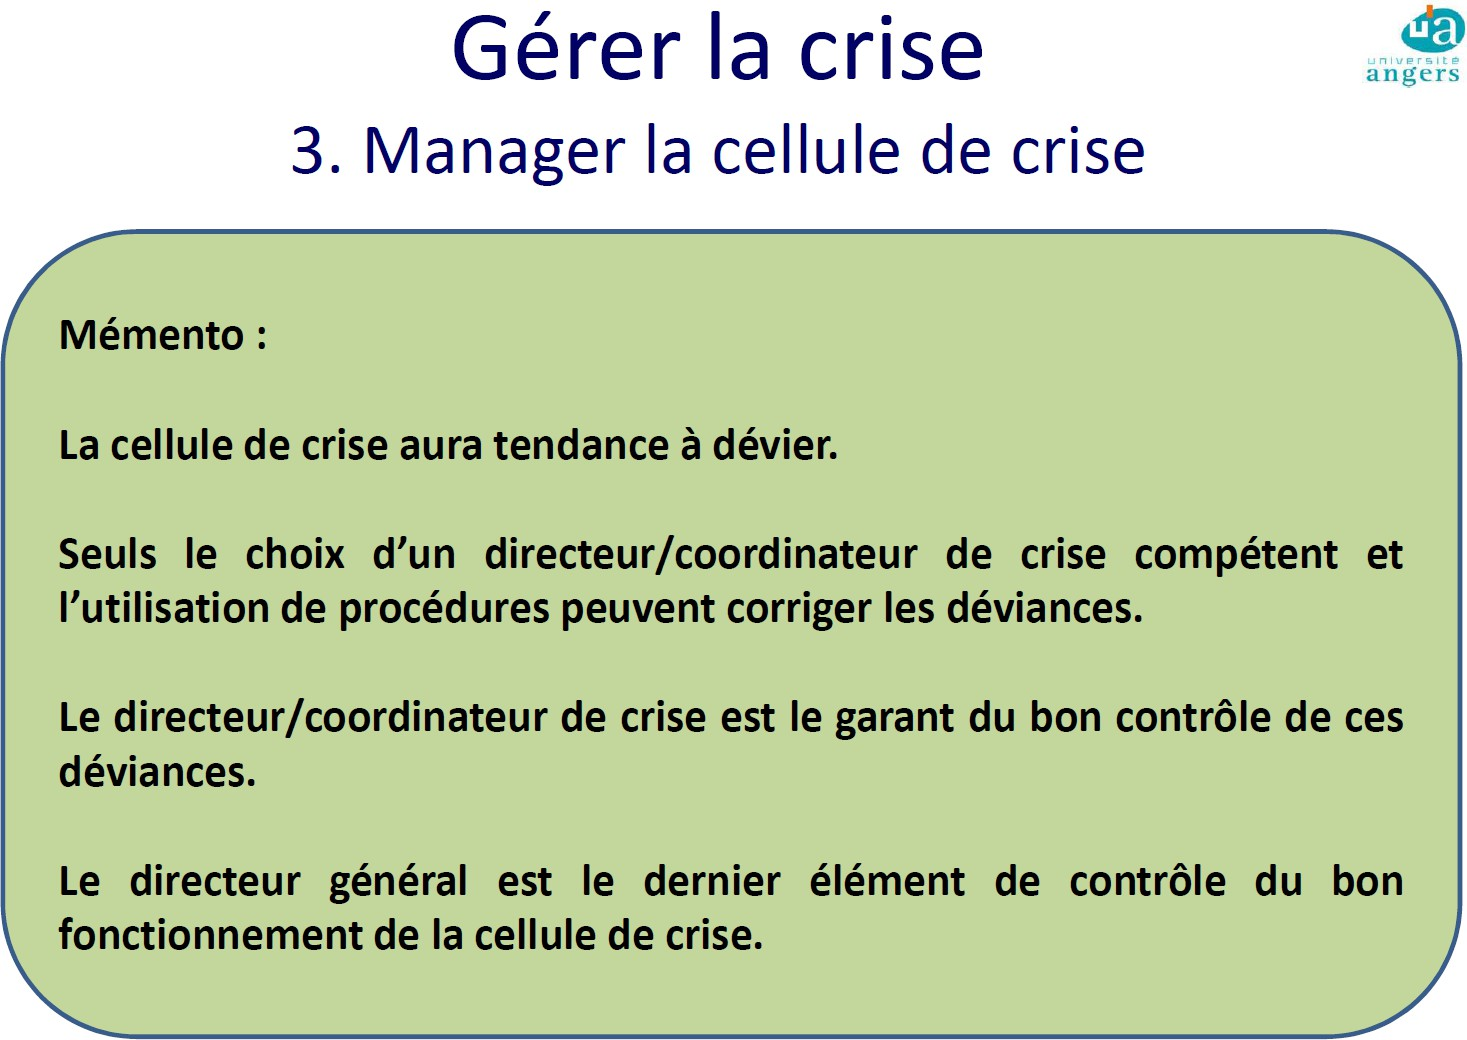 Gérer la crise
ua
université
angers
3. Manager la cellule de crise
Mémento :
La cellule de crise aura tendance à dévier.
Seuls le choix d’un directeur/coordinateur de crise compétent et
l’utilisation de procédures peuvent corriger les déviances.
Le directeur/coordinateur de crise est le garant du bon contrôle de ces
déviances.
Le directeur général est le dernier élément de contrôle du bon
fonctionnement de la cellule de crise.